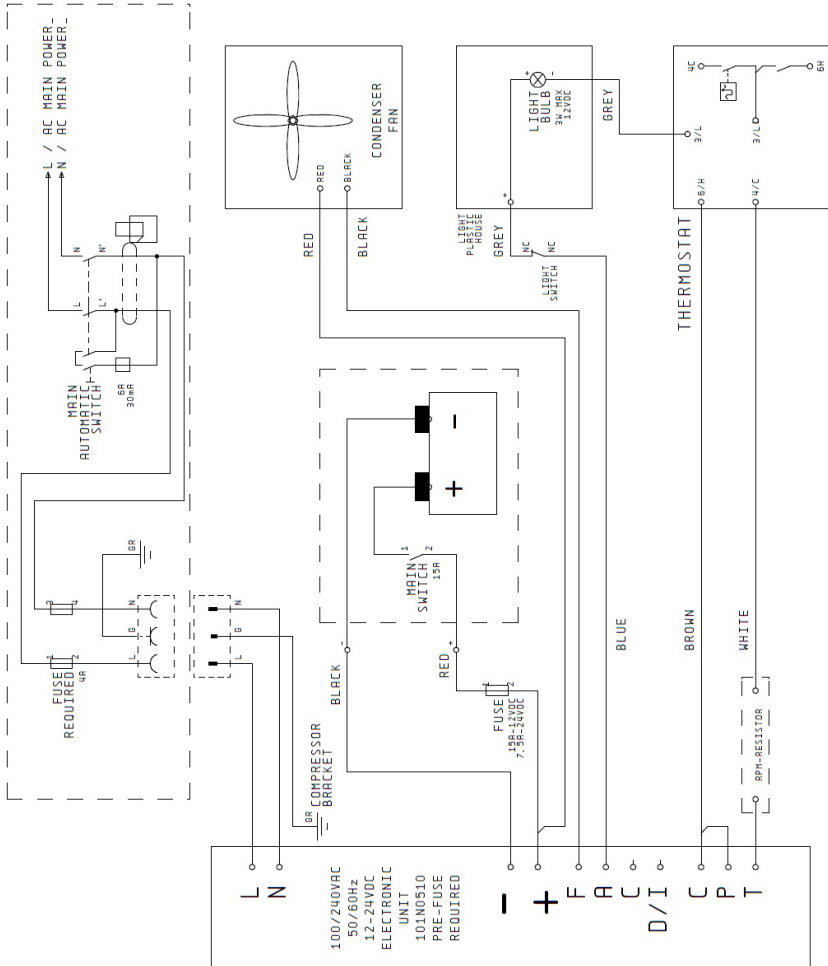 L / AC MAIN POWER_
N / AC MAIN POWER_
N
N'
L
L'
6A
30mA
MAIN
AUTOMATIC
SWITCH
GR
3
4
1
2
N
G
L
FUSE
REQUIRED
4A
N
G
L
RED
BLACK
CONDENSER
FAN
RED
BLACK
+
-
LIGHT
BULB
3W MAX
12VDC
+
LIGHT
PLASTIC
HOUSE
GREY
GREY
NC
NC
LIGHT
SWITCH
4C
6H
3/L
3/L
6/H
4/C
THERMOSTAT
-
+
1
2
MAIN
SWITCH
15A
-
+
BLACK
RED
1
2
FUSE
15A-12VDC
7.5A-24VDC
BLUE
BROWN
WHITE
RPM-RESISTOR
GR
COMPRESSOR
BRACKET
L
N
100/240VAC
50/60Hz
12-24VDC
ELECTRONIC
UNIT
101N0510
PRE-FUSE
REQUIRED
-
+
F
A
C
D/I
C
P
T